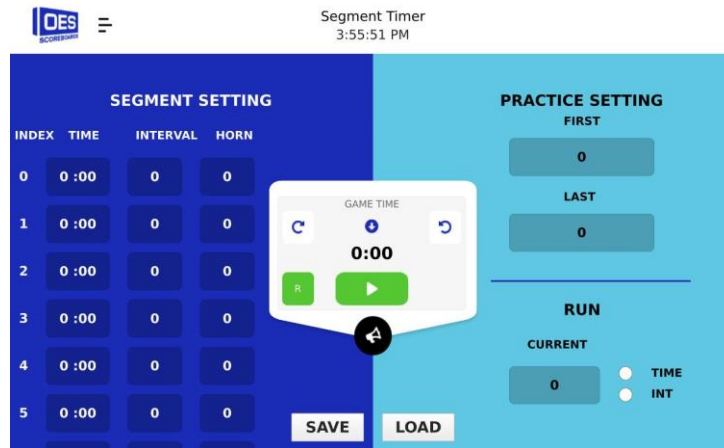 OES
SCOREBOARDS
Segment Timer
3:55:51 PM
SEGMENT SETTING
INDEX TIME INTERVAL HORN
0 0 :00 0 0
1 0 :00 0 0
2 0 :00 0 0
3 0 :00 0 0
4 0 :00 0 0
5 0 :00 0 0
GAME TIME
0:00
R
SAVE LOAD
PRACTICE SETTING
FIRST
0
LAST
0
RUN
CURRENT
0
TIME
INT